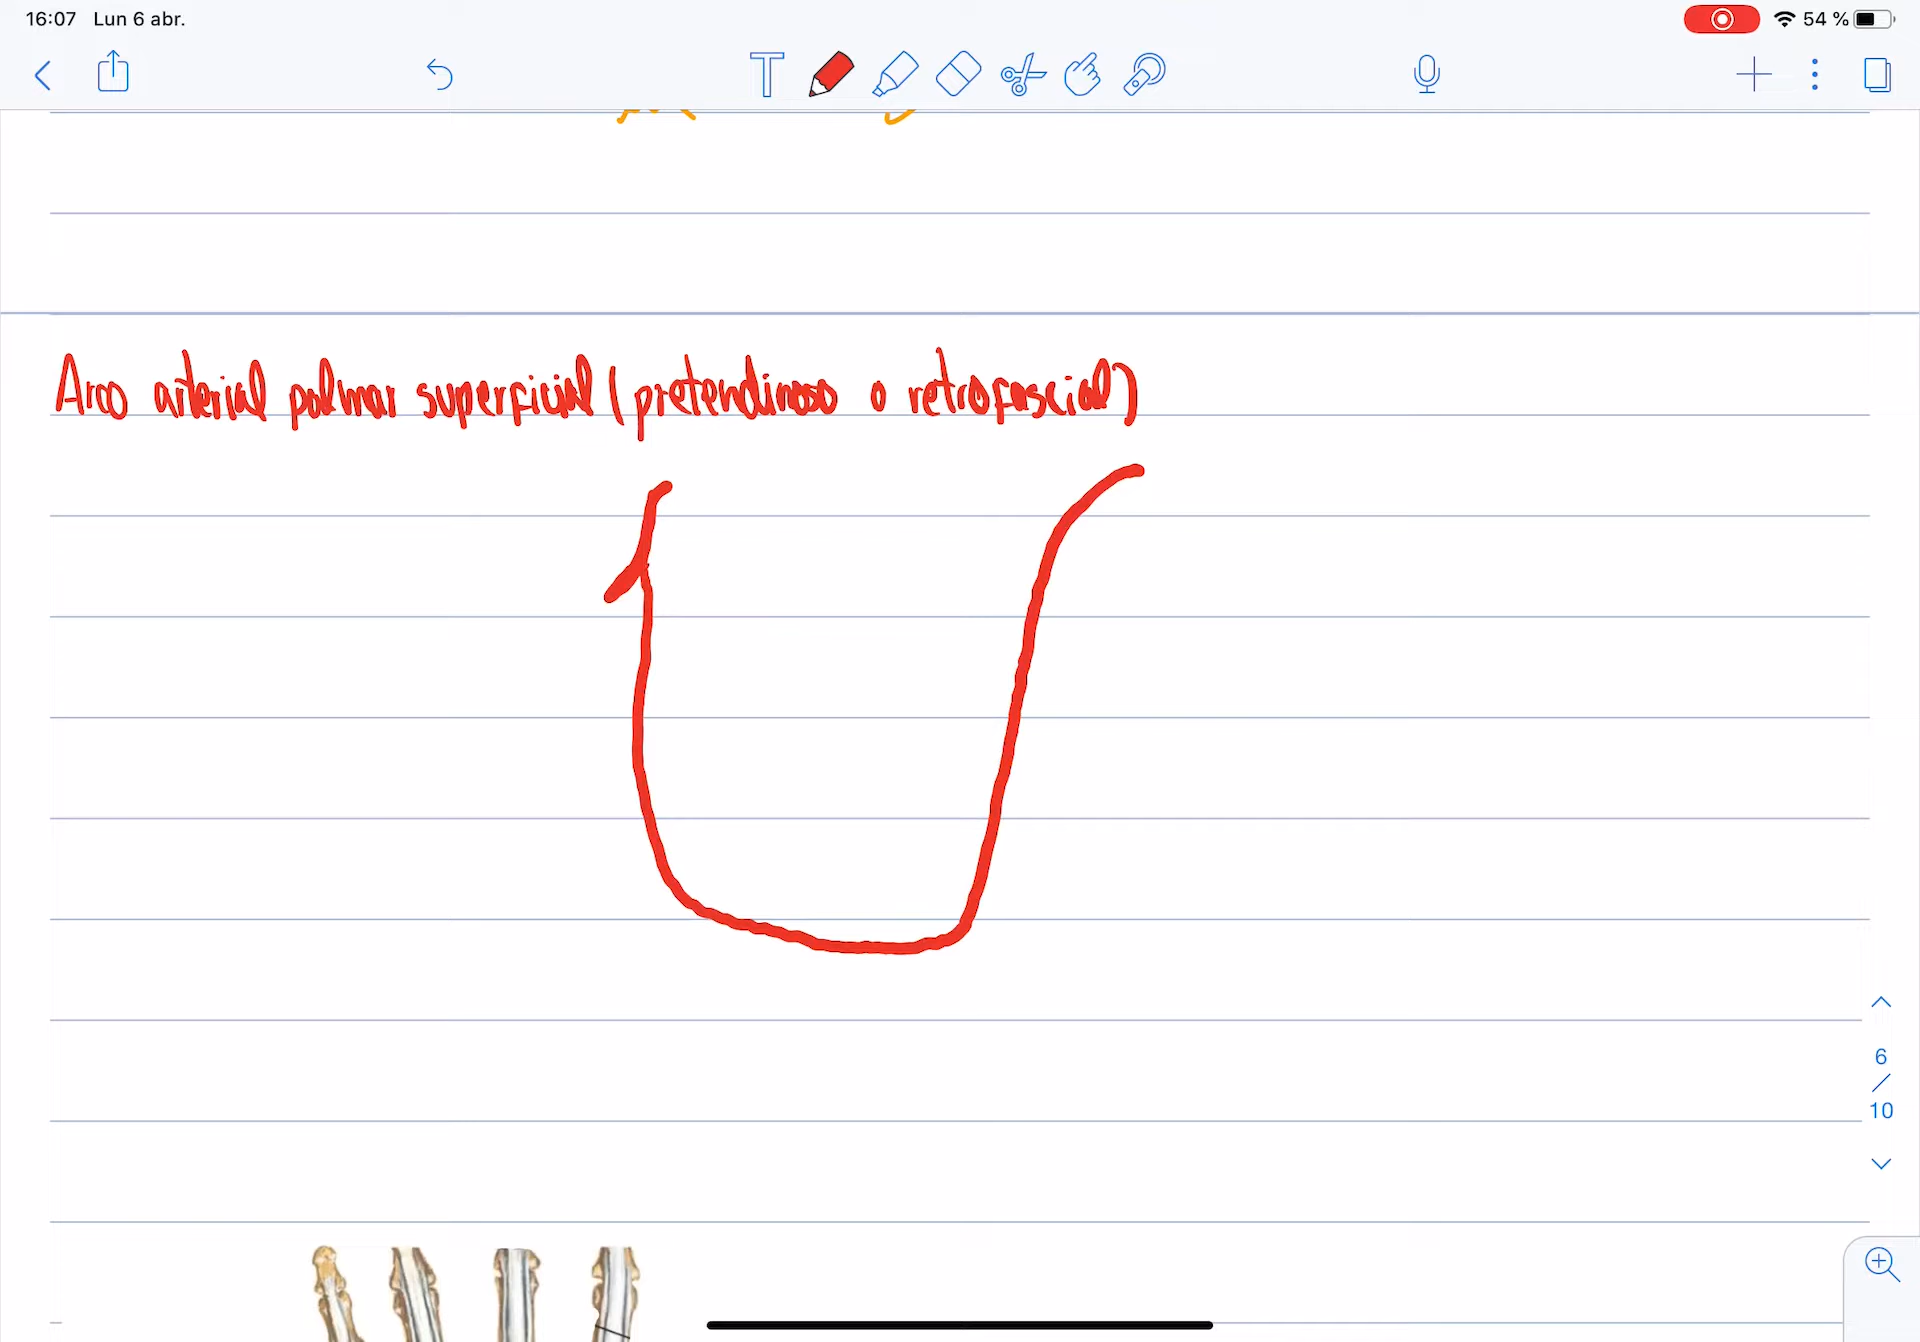 16:07 Lun 6 abr. 54 %
Arco arterial palmar superficial (pretendinoso o retrofascial)
6
/
10